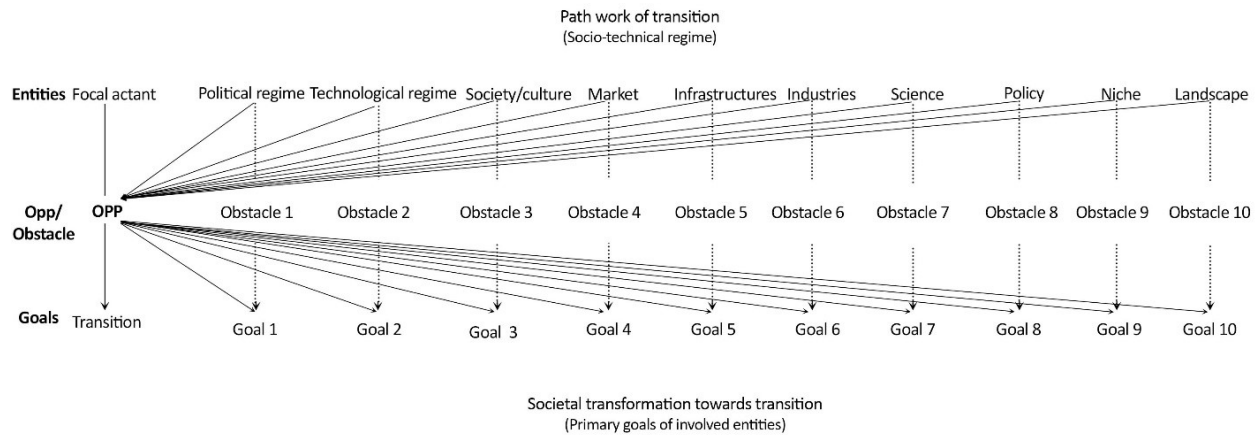 Path work of transition
(Socio-technical regime)
Entities Focal actant Political regime Technological regime Society/culture Market Infrastructures Industries Science Policy Niche Landscape
Opp/ OPP Obstacle 1 Obstacle 2 Obstacle 3 Obstacle 4 Obstacle 5 Obstacle 6 Obstacle 7 Obstacle 8 Obstacle 9 Obstacle 10
Obstacle
Goals Transition Goal 1 Goal 2 Goal 3 Goal 4 Goal 5 Goal 6 Goal 7 Goal 8 Goal 9 Goal 10
Societal transformation towards transition
(Primary goals of involved entities)